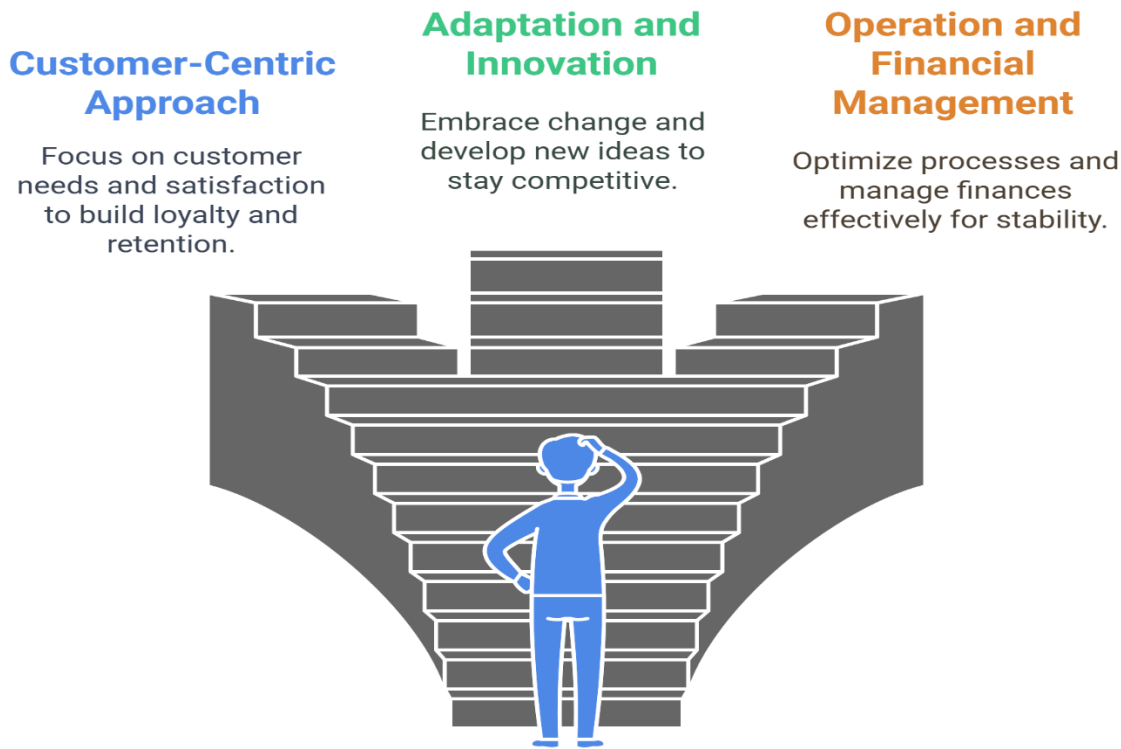 Customer-Centric
Approach
Focus on customer
needs and satisfaction
to build loyalty and
retention.
Adaptation and
Innovation
Embrace change and
develop new ideas to
stay competitive.
Operation and
Financial
Management
Optimize processes and
manage finances
effectively for stability.